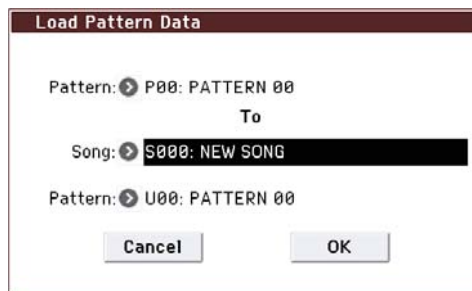 Load Pattern Data
Pattern: P00: PATTERN 00
To
Song: S000: NEW SONG
Pattern: U00: PATTERN 00
Cancel OK